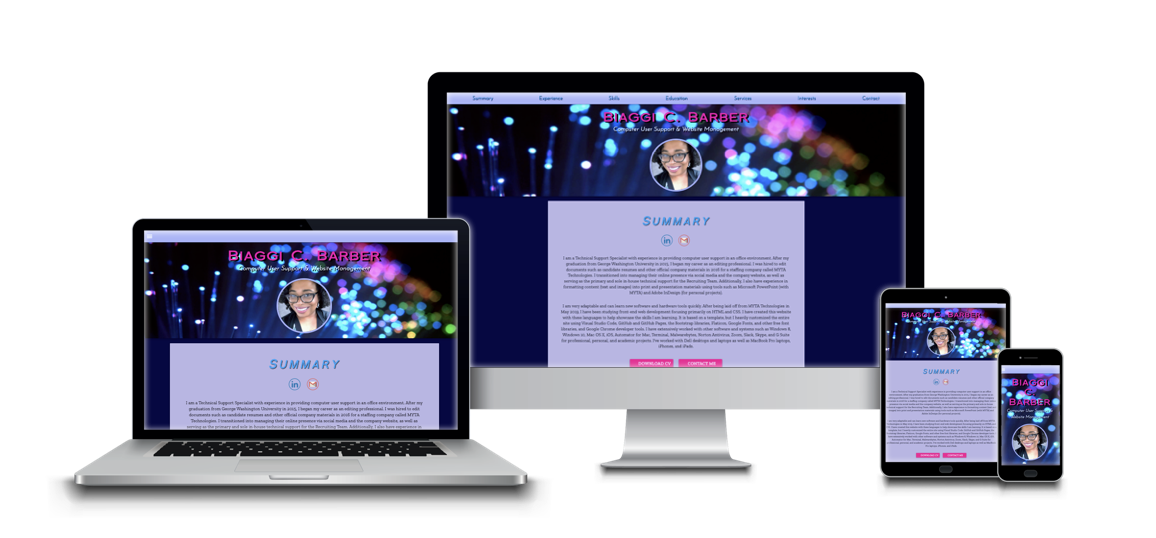 Summary Experience Skills Education Services Interests Contact
BIAGGI C. BARBER
Computer User Support & Website Management
SUMMARY
in M
I am a Technical Support Specialist with experience in providing computer user support in an office environment. After my
graduation from George Washington University in 2015, I began my career as an editing professional. I was hired to edit
documents such as candidate resumes and other official company materials in 2018 for a staffing company called MYTA
Technologies. I transitioned into managing their online presence via social media and the company website, as well as
serving as the primary and sole in-house technical support for the Recruiting Team. Additionally, I also have experience in
formatting content (text and images) into print and presentation materials using tools such as Microsoft PowerPoint (with
MYTA) and Adobe InDesign (for personal projects).
I am very adaptable and can learn new software and hardware tools quickly. After being laid off from MYTA Technologies in
May 2019, I have been studying front-end web development focusing primarily on HTML and CSS. I have created this website
with these languages to help showcase the skills I am learning. It is based on a template, but I heavily customized the entire
site using Visual Studio Code, GitHub and GitHub Pages, the Bootstrap libraries, Flaticon, Google Fonts, and other free icon
libraries, and Google Chrome developer tools. I have extensively worked with other software and systems such as Windows 8,
Windows 10, Mac OS X, iOS, Automator for Mac, Terminal, Malwarebytes, Norton Antivirus, Zoom, Slack, Skype, and G Suite
for professional, personal, and academic projects. I've worked with Dell desktops and laptops as well as MacBook Pro laptops,
iPhones, and iPads.
DOWNLOAD CV CONTACT ME
BIAGGI C. BARBER
Computer User Support & Website Management
SUMMARY
in M
I am a Technical Support Specialist with experience in providing computer user support in an office environment. After my
graduation from George Washington University in 2015, I began my career as an editing professional. I was hired to edit
documents such as candidate resumes and other official company materials in 2018 for a staffing company called MYTA
Technologies. I transitioned into managing their online presence via social media and the company website, as well as
serving as the primary and sole in-house technical support for the Recruiting Team. Additionally, I also have experience in
BIAGGI C. BARBER
Computer User Support & Website Management
SUMMARY
DOWNLOAD CV CONTACT ME
BIAGGI
C.
BARBER
Computer User Support &
Website Management